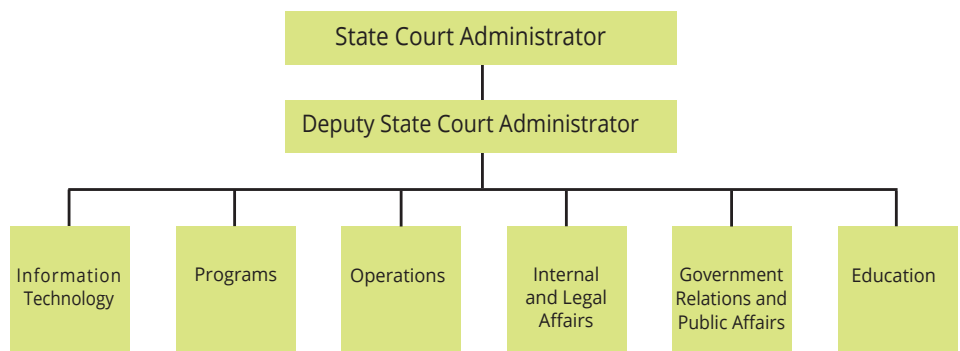 State Court Administrator
Deputy State Court Administrator
Information
Technology
Programs
Operations
Internal
and Legal
Affairs
Government
Relations and
Public Affairs
Education